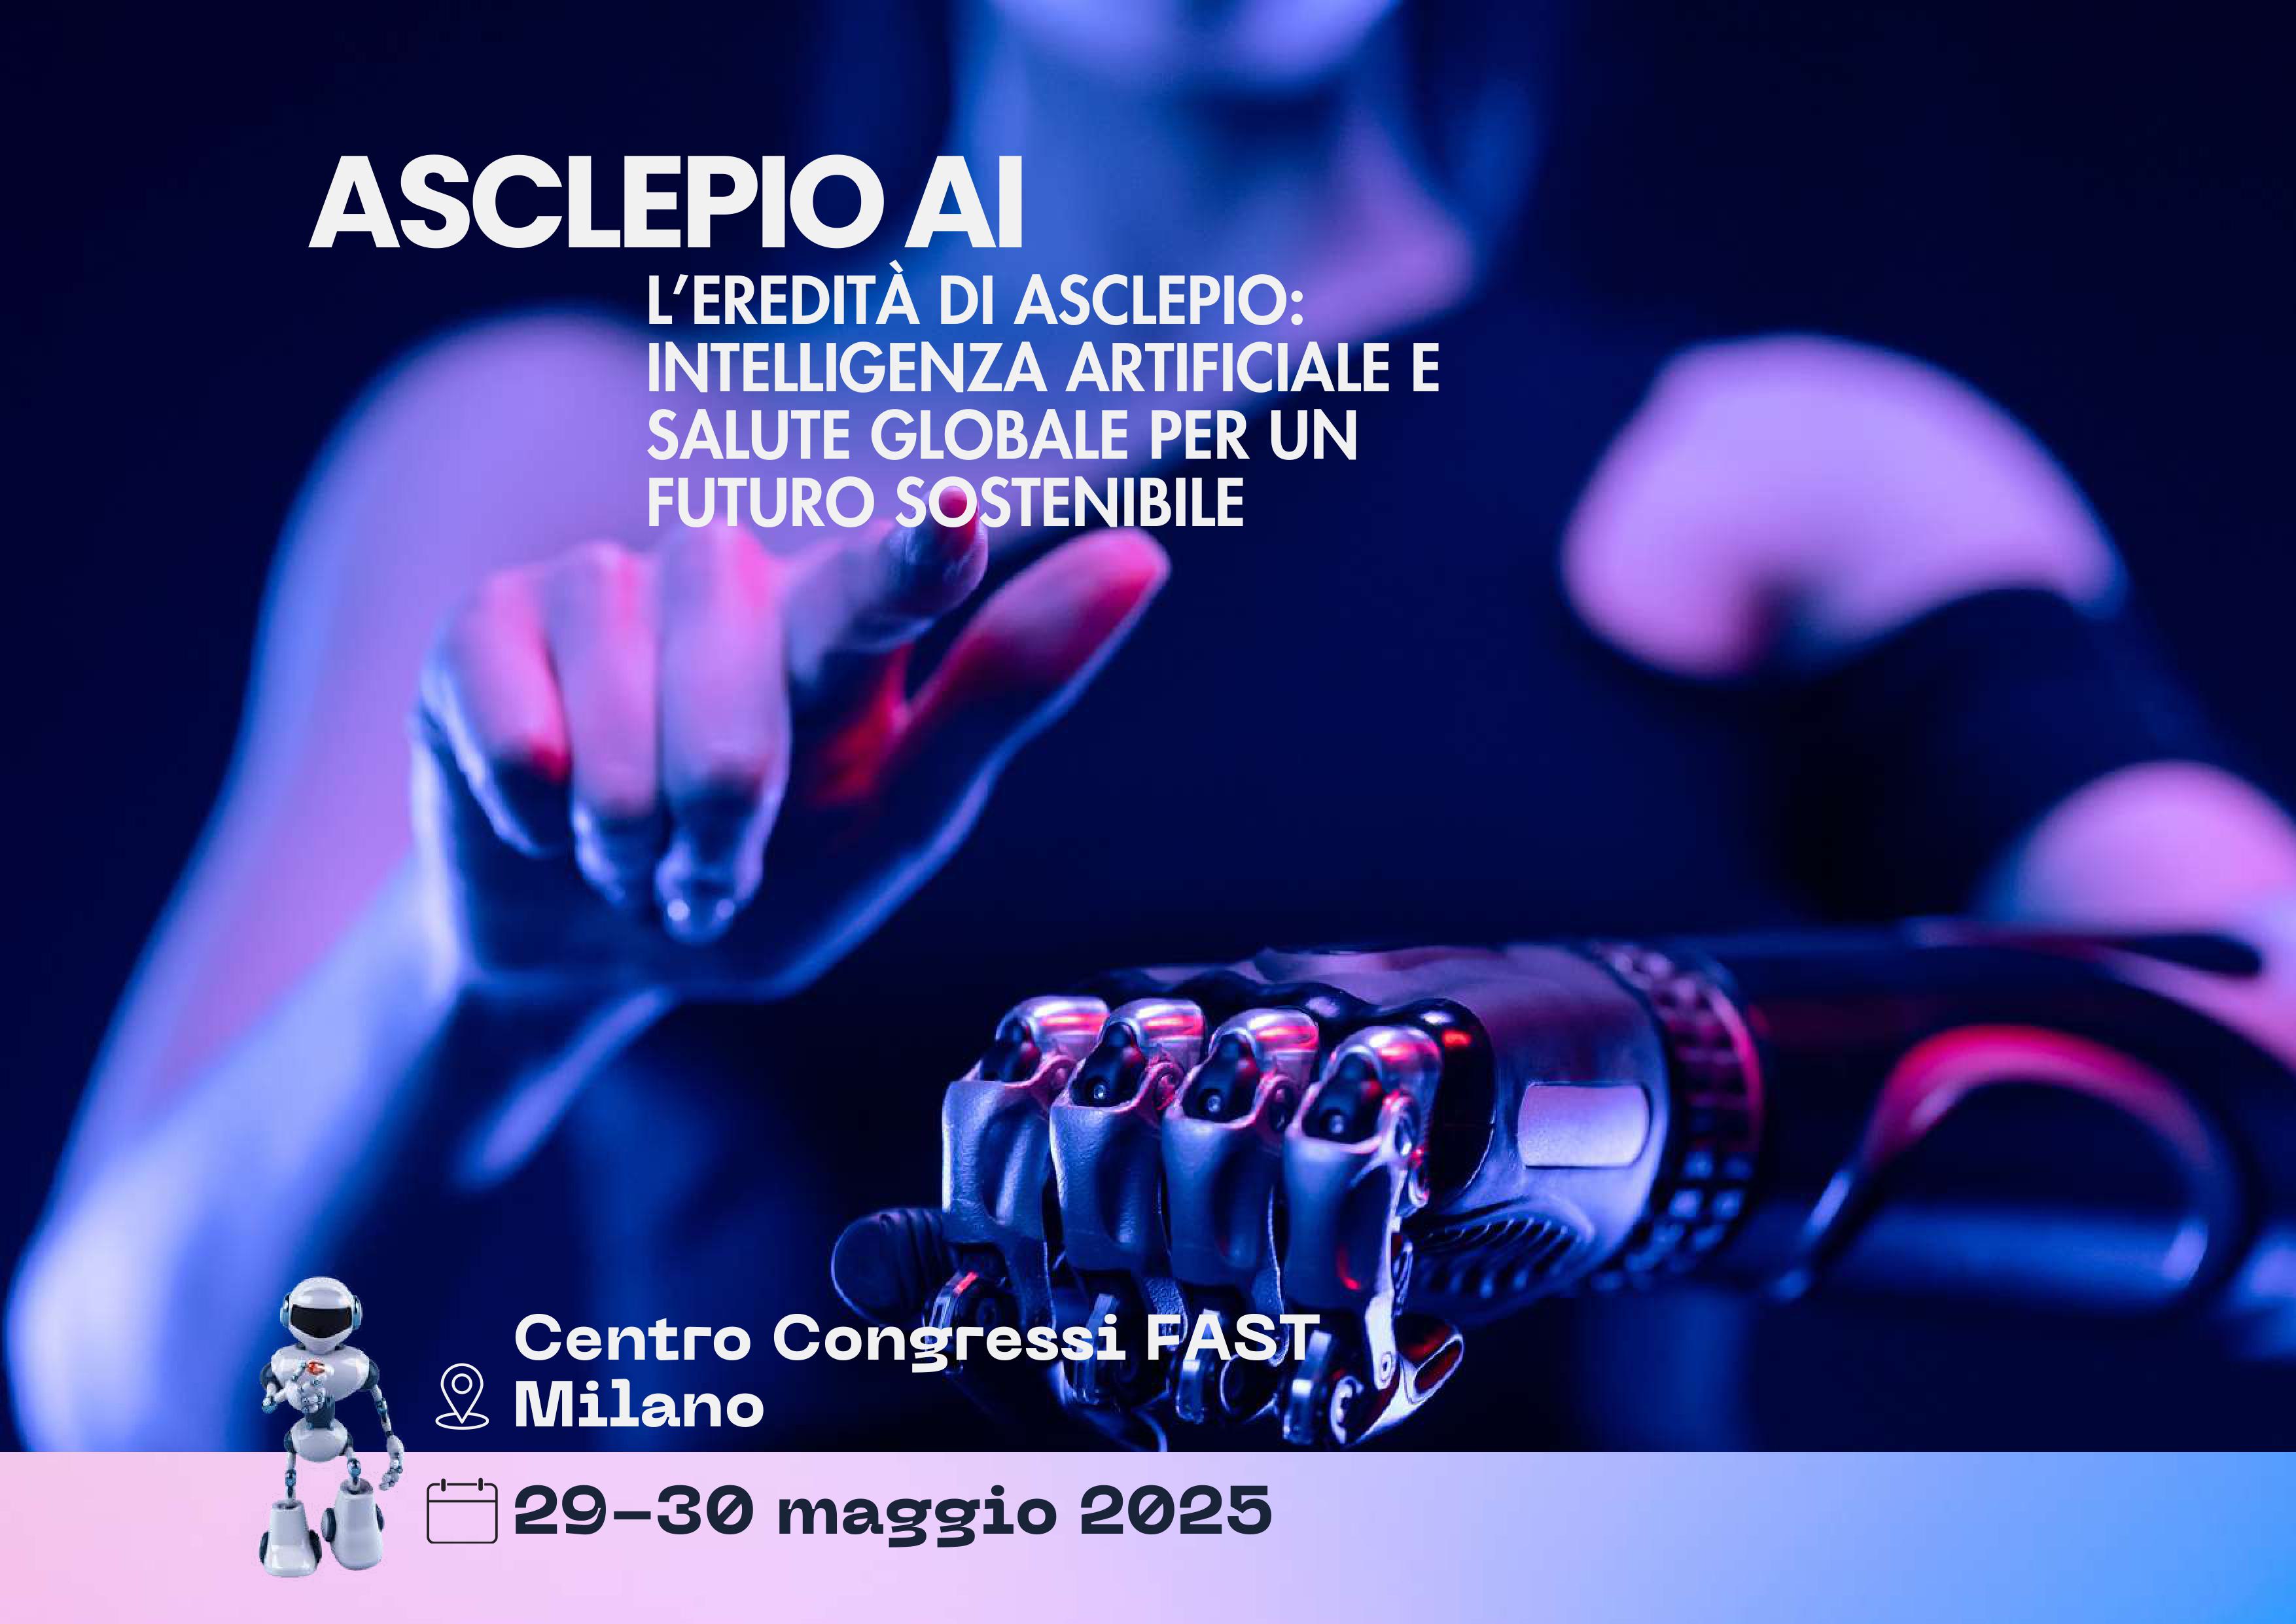 ASCLEPIO AI
L’EREDITÀ DI ASCLEPIO:
INTELLIGENZA ARTIFICIALE E
SALUTE GLOBALE PER UN
FUTURO SOSTENIBILE
Centro Congressi FAST
Milano
29-30 maggio 2025